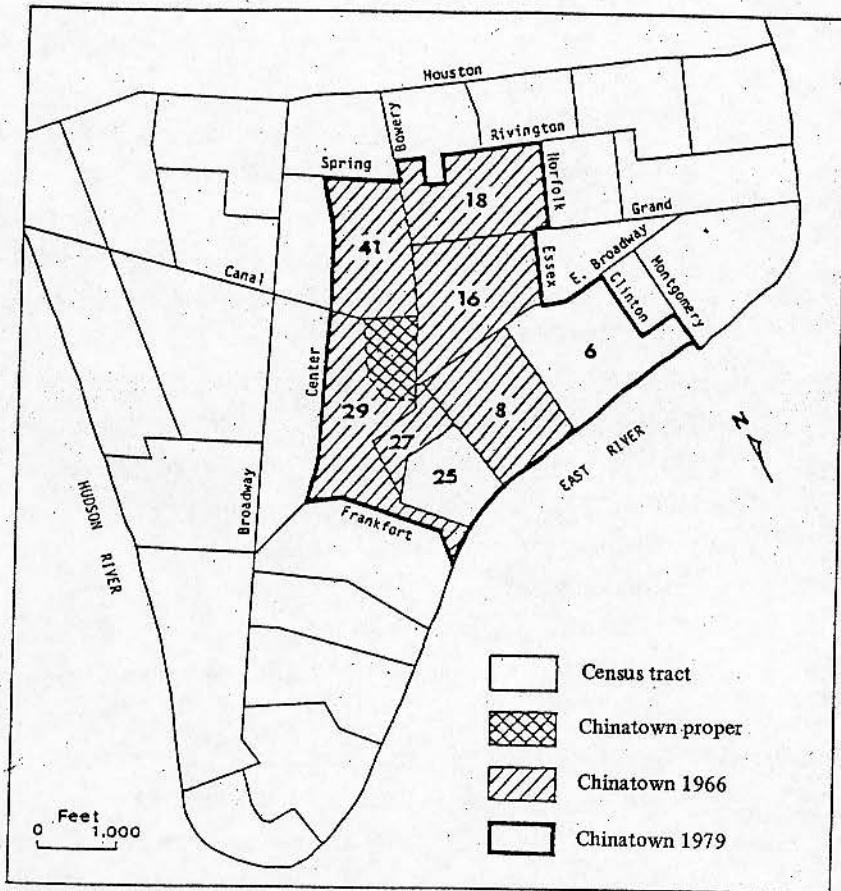 Houston
Bowery
Rivington
Spring
Norfolk
18
Grand
41
Essex
E. Broadway
Canal
Clinton
Montgomery
16
6
Center
29
8
27
N
25
EAST RIVER
HUDSON RIVER
Broadway
Frankfort
Census tract
Chinatown proper
Chinatown 1966
Chinatown 1979
Feet
0 1,000